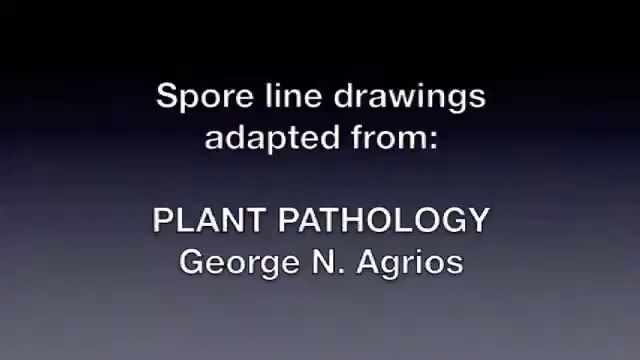 Spore line drawings
adapted from:
PLANT PATHOLOGY
George N. Agrios